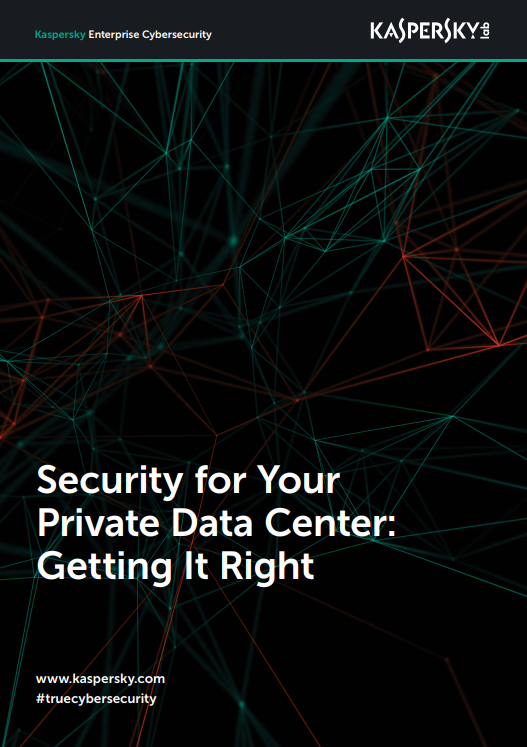 Kaspersky Enterprise Cybersecurity
KASPERSKY lab
Security for Your
Private Data Center:
Getting It Right
www.kaspersky.com
#truecybersecurity